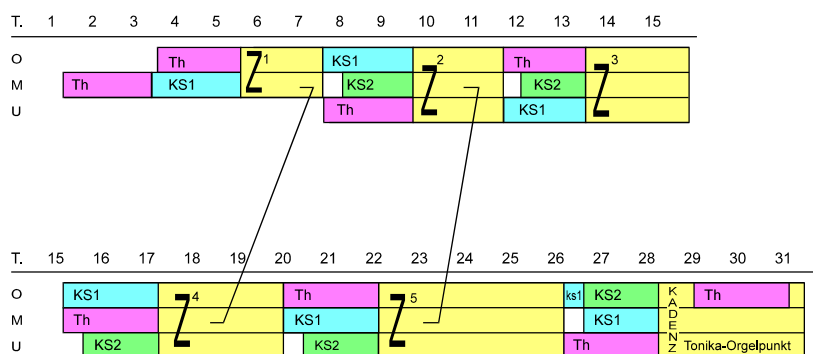 T. 1 2 3 4 5 6 7 8 9 10 11 12 13 14 15
O Th Z1 KS1 Z2 Th Z3
M Th KS1 KS2 KS2
U Th KS1
T. 15 16 17 18 19 20 21 22 23 24 25 26 27 28 29 30 31
O KS1 Z4 Th Z5 ks1 KS2 KADENZ Th
M Th KS1 KS1
U KS2 KS2 Th Tonika-Orgelpunkt